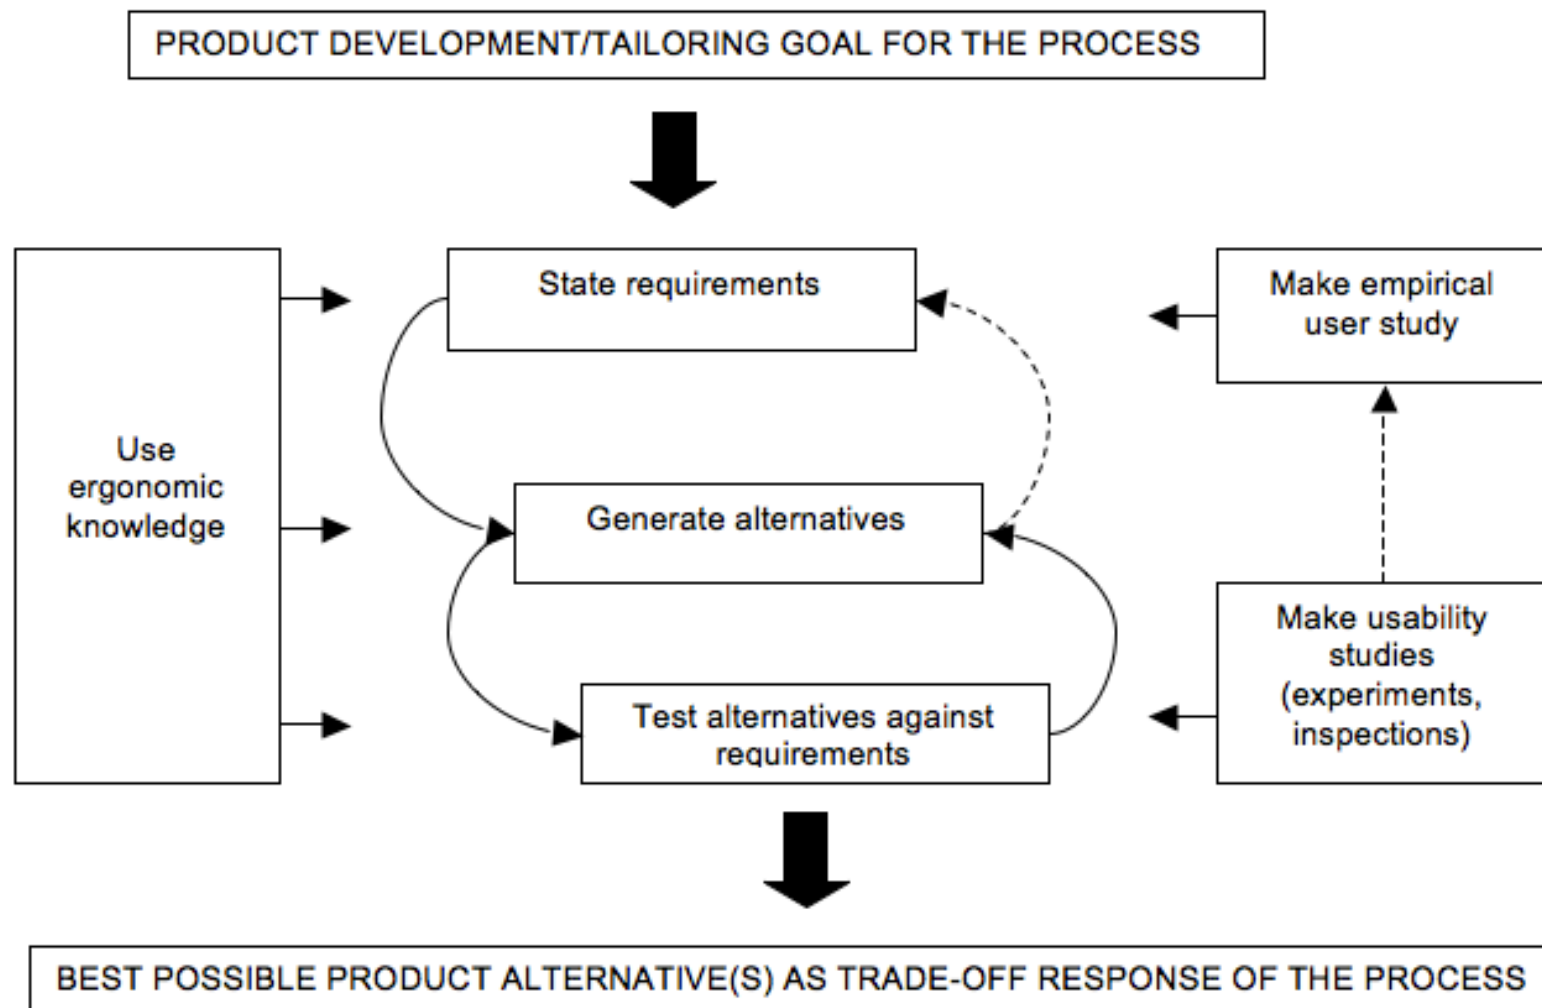 PRODUCT DEVELOPMENT/TAILORING GOAL FOR THE PROCESS
State requirements
Make empirical
user study
Use
ergonomic
knowledge
Generate alternatives
Make usability
studies
(experiments,
inspections)
Test alternatives against
requirements
BEST POSSIBLE PRODUCT ALTERNATIVE(S) AS TRADE-OFF RESPONSE OF THE PROCESS